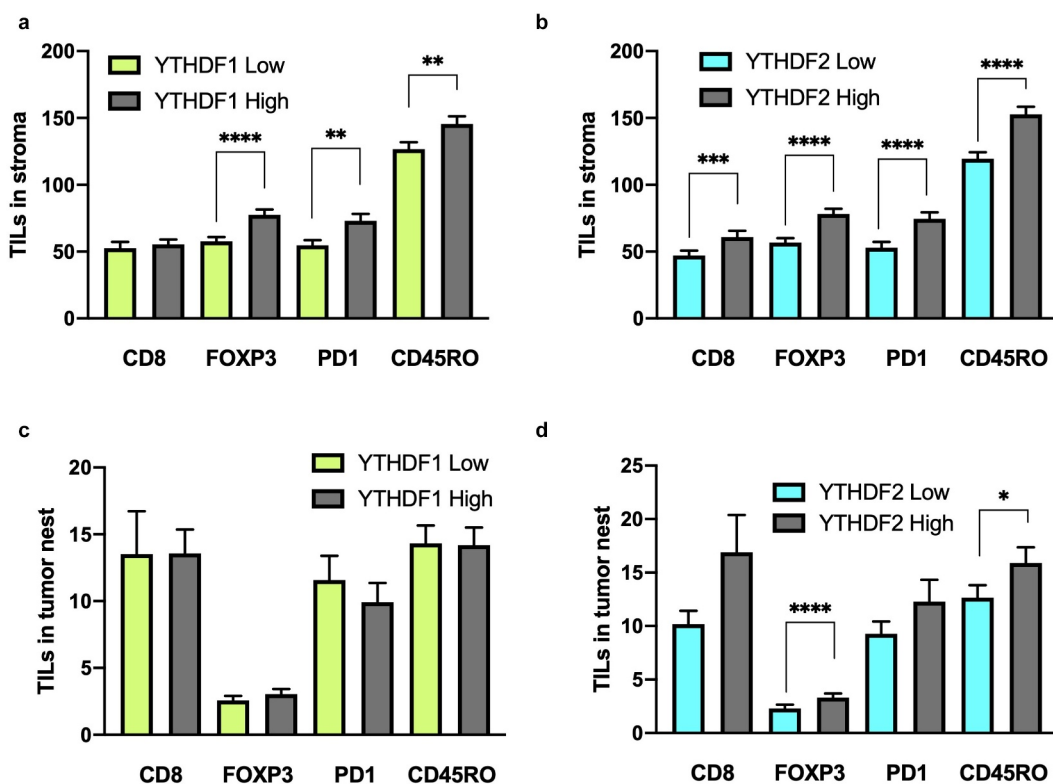 a
200
150
100
50
0
TILs in stroma
YTHDF1 Low
YTHDF1 High
****
**
**
CD8 FOXP3 PD1 CD45RO
b
200
150
100
50
0
TILs in stroma
YTHDF2 Low
YTHDF2 High
***
****
****
****
CD8 FOXP3 PD1 CD45RO
c
20
15
10
5
0
TILs in tumor nest
YTHDF1 Low
YTHDF1 High
CD8 FOXP3 PD1 CD45RO
d
25
20
15
10
5
0
TILs in tumor nest
YTHDF2 Low
YTHDF2 High
****
*
CD8 FOXP3 PD1 CD45RO